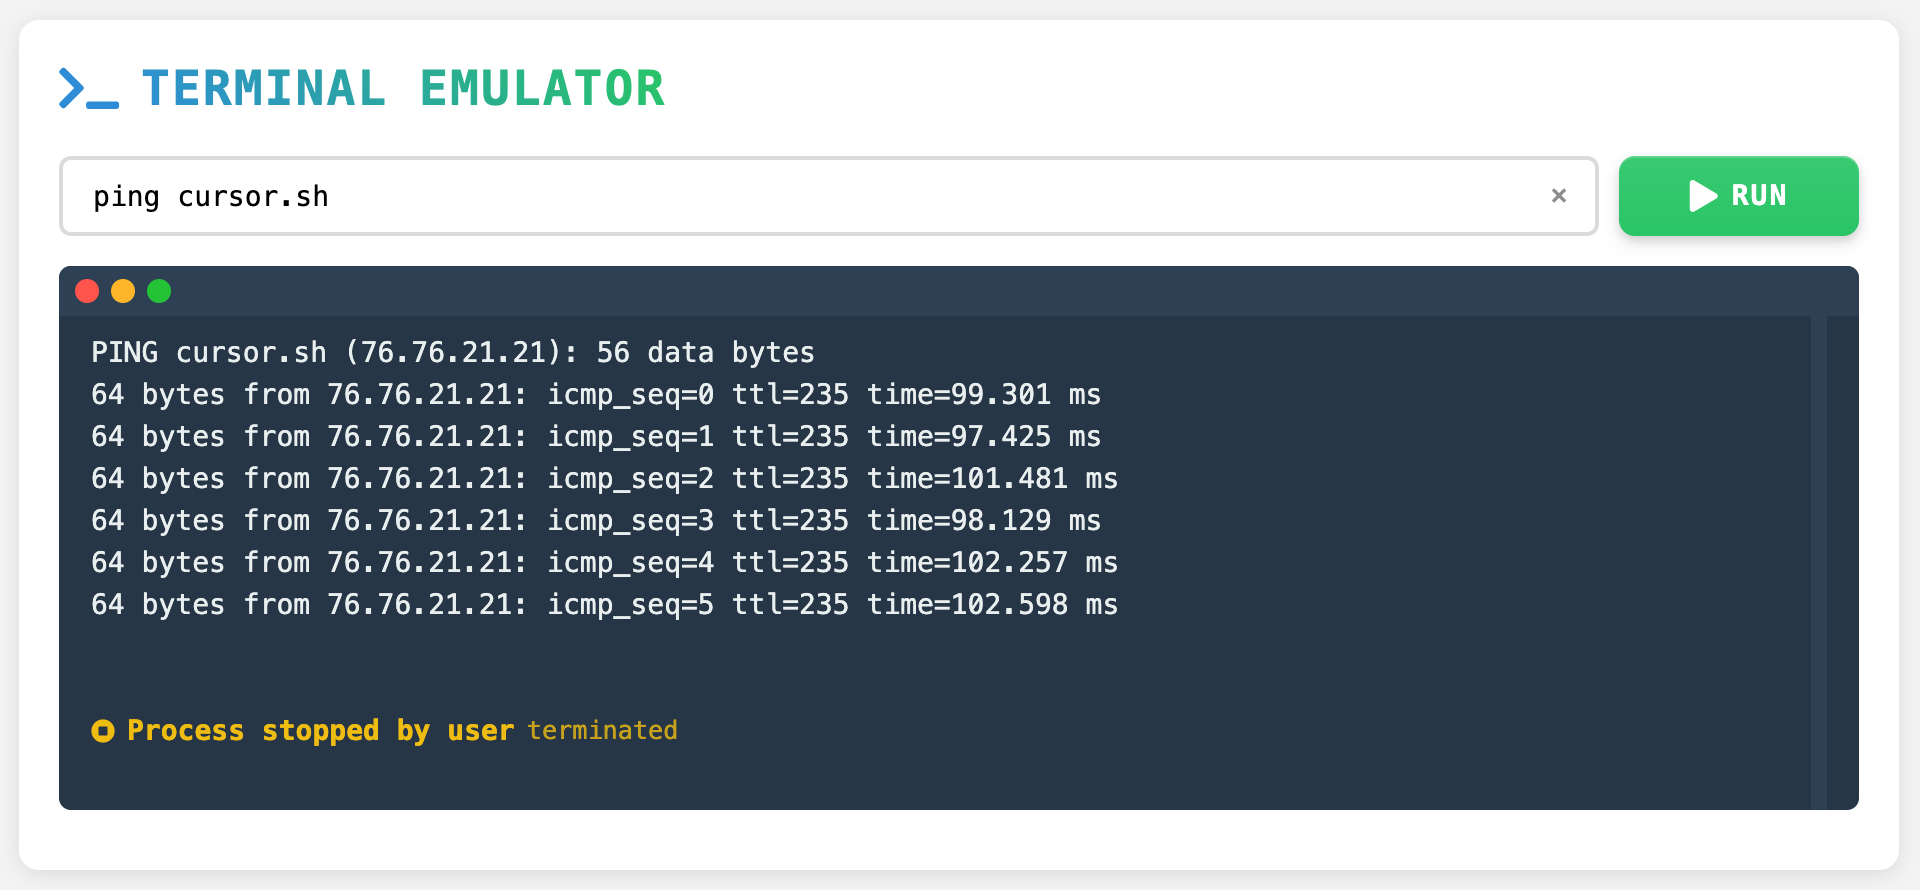 TERMINAL EMULATOR
ping cursor.sh ×
RUN
PING cursor.sh (76.76.21.21): 56 data bytes
64 bytes from 76.76.21.21: icmp_seq=0 ttl=235 time=99.301 ms
64 bytes from 76.76.21.21: icmp_seq=1 ttl=235 time=97.425 ms
64 bytes from 76.76.21.21: icmp_seq=2 ttl=235 time=101.481 ms
64 bytes from 76.76.21.21: icmp_seq=3 ttl=235 time=98.129 ms
64 bytes from 76.76.21.21: icmp_seq=4 ttl=235 time=102.257 ms
64 bytes from 76.76.21.21: icmp_seq=5 ttl=235 time=102.598 ms
Process stopped by user terminated